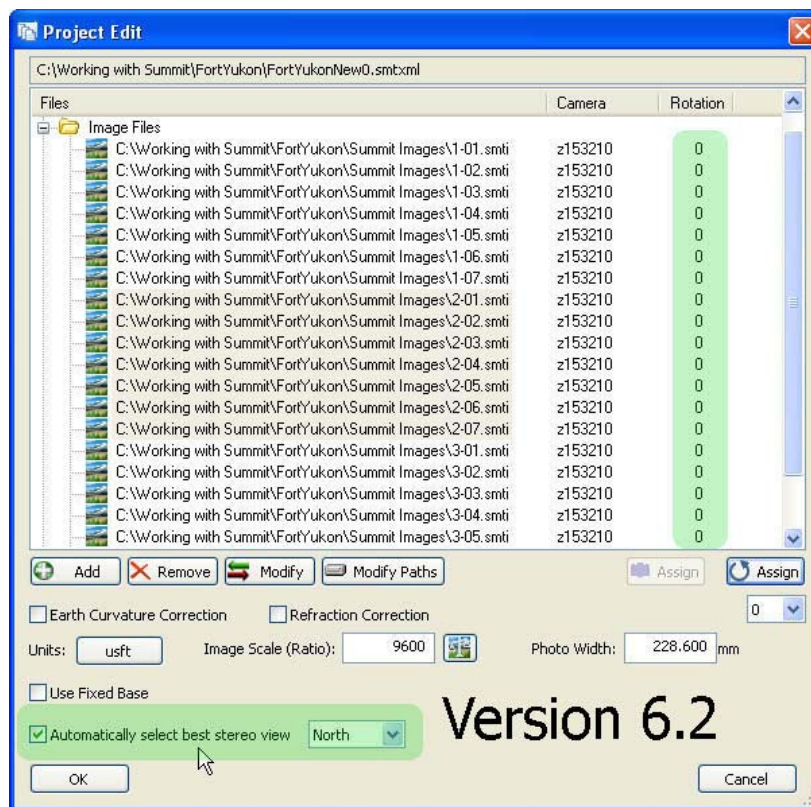 Project Edit
C:\Working with Summit\FortYukon\FortYukonNew0.smtxml
Files Camera Rotation
Image Files
C:\Working with Summit\FortYukon\Summit Images\1-01.smti z153210 0
C:\Working with Summit\FortYukon\Summit Images\1-02.smti z153210 0
C:\Working with Summit\FortYukon\Summit Images\1-03.smti z153210 0
C:\Working with Summit\FortYukon\Summit Images\1-04.smti z153210 0
C:\Working with Summit\FortYukon\Summit Images\1-05.smti z153210 0
C:\Working with Summit\FortYukon\Summit Images\1-06.smti z153210 0
C:\Working with Summit\FortYukon\Summit Images\1-07.smti z153210 0
C:\Working with Summit\FortYukon\Summit Images\2-01.smti z153210 0
C:\Working with Summit\FortYukon\Summit Images\2-02.smti z153210 0
C:\Working with Summit\FortYukon\Summit Images\2-03.smti z153210 0
C:\Working with Summit\FortYukon\Summit Images\2-04.smti z153210 0
C:\Working with Summit\FortYukon\Summit Images\2-05.smti z153210 0
C:\Working with Summit\FortYukon\Summit Images\2-06.smti z153210 0
C:\Working with Summit\FortYukon\Summit Images\2-07.smti z153210 0
C:\Working with Summit\FortYukon\Summit Images\3-01.smti z153210 0
C:\Working with Summit\FortYukon\Summit Images\3-02.smti z153210 0
C:\Working with Summit\FortYukon\Summit Images\3-03.smti z153210 0
C:\Working with Summit\FortYukon\Summit Images\3-04.smti z153210 0
C:\Working with Summit\FortYukon\Summit Images\3-05.smti z153210 0
Add Remove Modify Modify Paths Assign Assign
Earth Curvature Correction Refraction Correction 0
Units: usft Image Scale (Ratio): 9600 Photo Width: 228.600 mm
Use Fixed Base
Version 6.2
Automatically select best stereo view North
OK Cancel